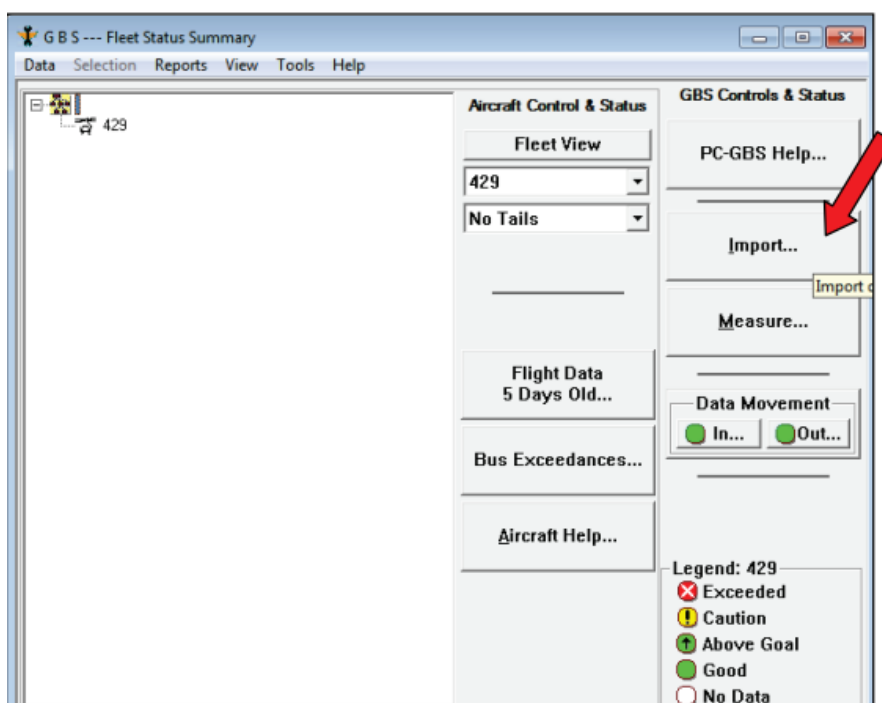 G B S --- Fleet Status Summary
Data Selection Reports View Tools Help
429
Aircraft Control & Status
Fleet View
429
No Tails
Flight Data
5 Days Old...
Bus Exceedances...
Aircraft Help...
GBS Controls & Status
PC-GBS Help...
Import...
Import
Measure...
Data Movement
In... Out...
Legend: 429
Exceeded
Caution
Above Goal
Good
No Data